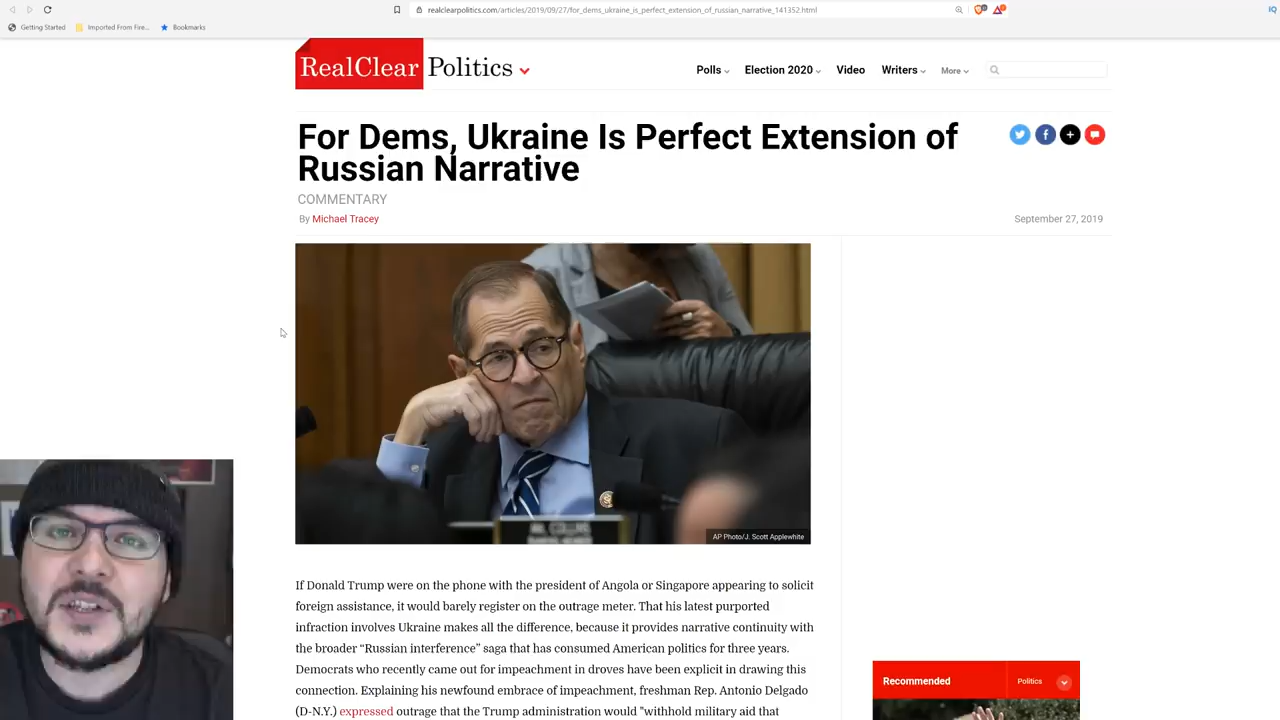 realclearpolitics.com/articles/2019/09/27/for_dems_ukraine_is_perfect_extension_of_russian_narrative_141352.html
Getting Started Imported From Fire... Bookmarks
RealClear Politics
Polls Election 2020 Video Writers More
For Dems, Ukraine Is Perfect Extension of
Russian Narrative
COMMENTARY
By Michael Tracey
September 27, 2019
AP Photo/J. Scott Applewhite
If Donald Trump were on the phone with the president of Angola or Singapore appearing to solicit
foreign assistance, it would barely register on the outrage meter. That his latest purported
infraction involves Ukraine makes all the difference, because it provides narrative continuity with
the broader “Russian interference” saga that has consumed American politics for three years.
Democrats who recently came out for impeachment in droves have been explicit in drawing this
connection. Explaining his newfound embrace of impeachment, freshman Rep. Antonio Delgado
(D-N.Y.) expressed outrage that the Trump administration would "withhold military aid that
Recommended Politics